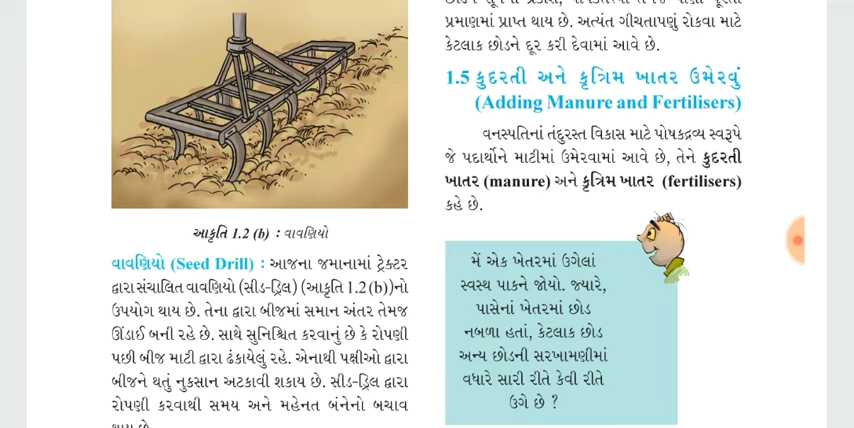 આકૃતિ 1.2 (b) : વાવણિયો
વાવણિયો (Seed Drill) : આજના જમાનામાં ટ્રેક્ટર
દ્વારા સંચાલિત વાવણિયો (સીડ-ડ્રિલ) (આકૃતિ 1.2 (b))નો
ઉપયોગ થાય છે. તેના દ્વારા બીજમાં સમાન અંતર તેમજ
ઊંડાઈ બની રહે છે. સાથે સુનિશ્ચિત કરવાનું છે કે રોપણી
પછી બીજ માટી દ્વારા ઢંકાયેલું રહે. એનાથી પક્ષીઓ દ્વારા
બીજને થતું નુકસાન અટકાવી શકાય છે. સીડ-ડ્રિલ દ્વારા
રોપણી કરવાથી સમય અને મહેનત બંનેનો બચાવ
પ્રમાણમાં પ્રાપ્ત થાય છે. અત્યંત ગીચતાપણું રોકવા માટે
કેટલાક છોડને દૂર કરી દેવામાં આવે છે.
1.5 કુદરતી અને કૃત્રિમ ખાતર ઉમેરવું
(Adding Manure and Fertilisers)
વનસ્પતિનાં તંદુરસ્ત વિકાસ માટે પોષકદ્રવ્ય સ્વરૂપે
જે પદાર્થોને માટીમાં ઉમેરવામાં આવે છે, તેને કુદરતી
ખાતર (manure) અને કૃત્રિમ ખાતર (fertilisers)
કહે છે.
મેં એક ખેતરમાં ઉગેલાં
સ્વસ્થ પાકને જોયો. જ્યારે,
પાસેનાં ખેતરમાં છોડ
નબળા હતાં, કેટલાક છોડ
અન્ય છોડની સરખામણીમાં
વધારે સારી રીતે કેવી રીતે
ઉગે છે ?